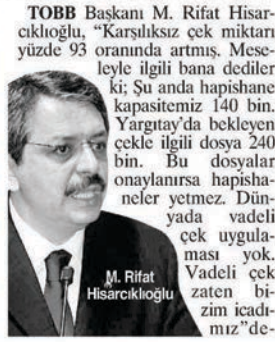 TOBB Başkanı M. Rifat Hisar-
cıklıoğlu, “Karşılıksız çek miktarı
yüzde 93 oranında artmış. Mese-
leyle ilgili bana dediler
ki; Şu anda hapishane
kapasitemiz 140 bin.
Yargıtay'da bekleyen
çekle ilgili dosya 240
bin. Bu dosyalar
onaylanırsa hapisha-
neler yetmez. Dün-
yada vadeli
çek uygula-
ması yok.
Vadeli çek
zaten bi-
zim icadı-
mız”de-
M. Rifat
Hisarcıklıoğlu